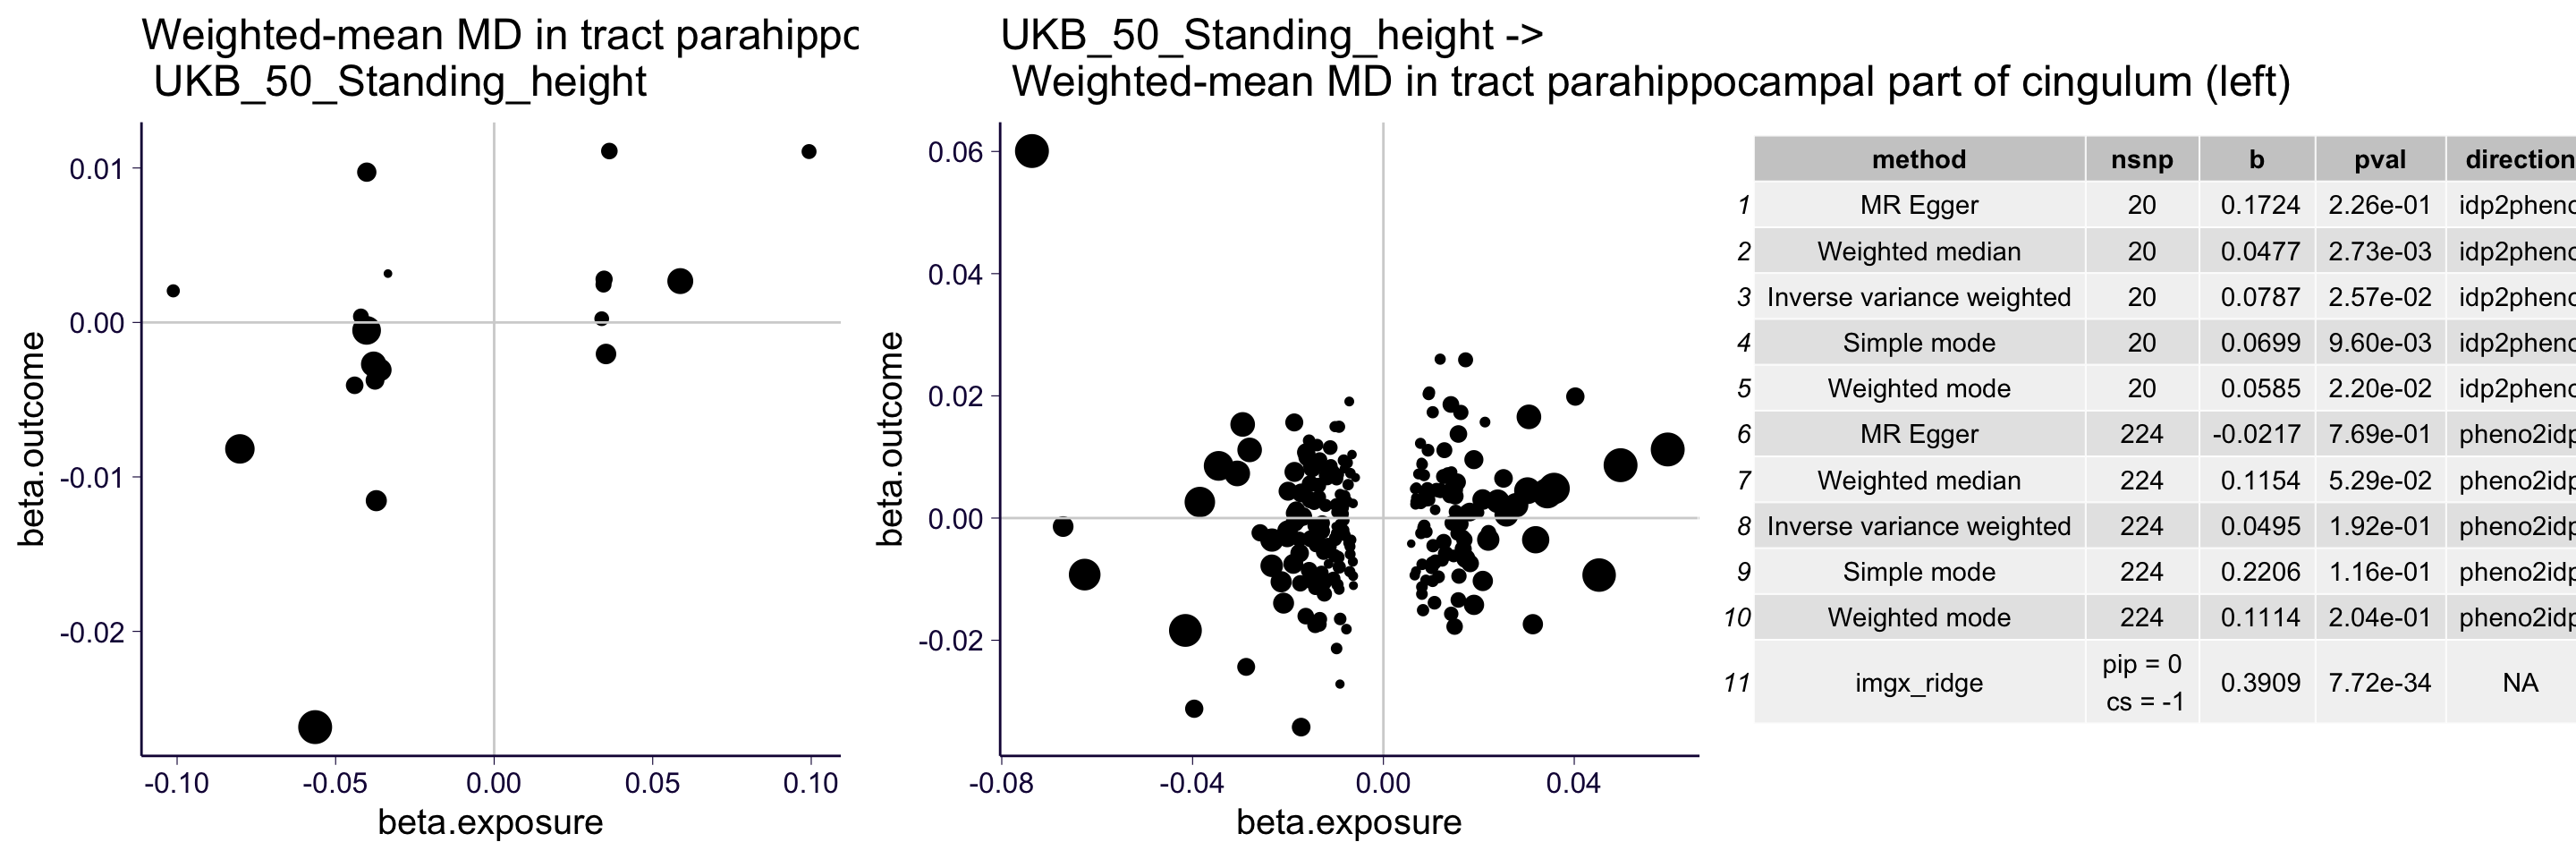 Weighted-mean MD in tract parahippo
UKB_50_Standing_height
0.01
0.00
-0.01
-0.02
beta.outcome
-0.10 -0.05 0.00 0.05 0.10
beta.exposure
UKB_50_Standing_height ->
Weighted-mean MD in tract parahippocampal part of cingulum (left)
0.06
0.04
0.02
0.00
-0.02
beta.outcome
-0.08 -0.04 0.00 0.04
beta.exposure
method nsnp b pval direction
1 MR Egger 20 0.1724 2.26e-01 idp2pheno
2 Weighted median 20 0.0477 2.73e-03 idp2pheno
3 Inverse variance weighted 20 0.0787 2.57e-02 idp2pheno
4 Simple mode 20 0.0699 9.60e-03 idp2pheno
5 Weighted mode 20 0.0585 2.20e-02 idp2pheno
6 MR Egger 224 -0.0217 7.69e-01 pheno2idp
7 Weighted median 224 0.1154 5.29e-02 pheno2idp
8 Inverse variance weighted 224 0.0495 1.92e-01 pheno2idp
9 Simple mode 224 0.2206 1.16e-01 pheno2idp
10 Weighted mode 224 0.1114 2.04e-01 pheno2idp
11 imgx_ridge pip = 0 cs = -1 0.3909 7.72e-34 NA